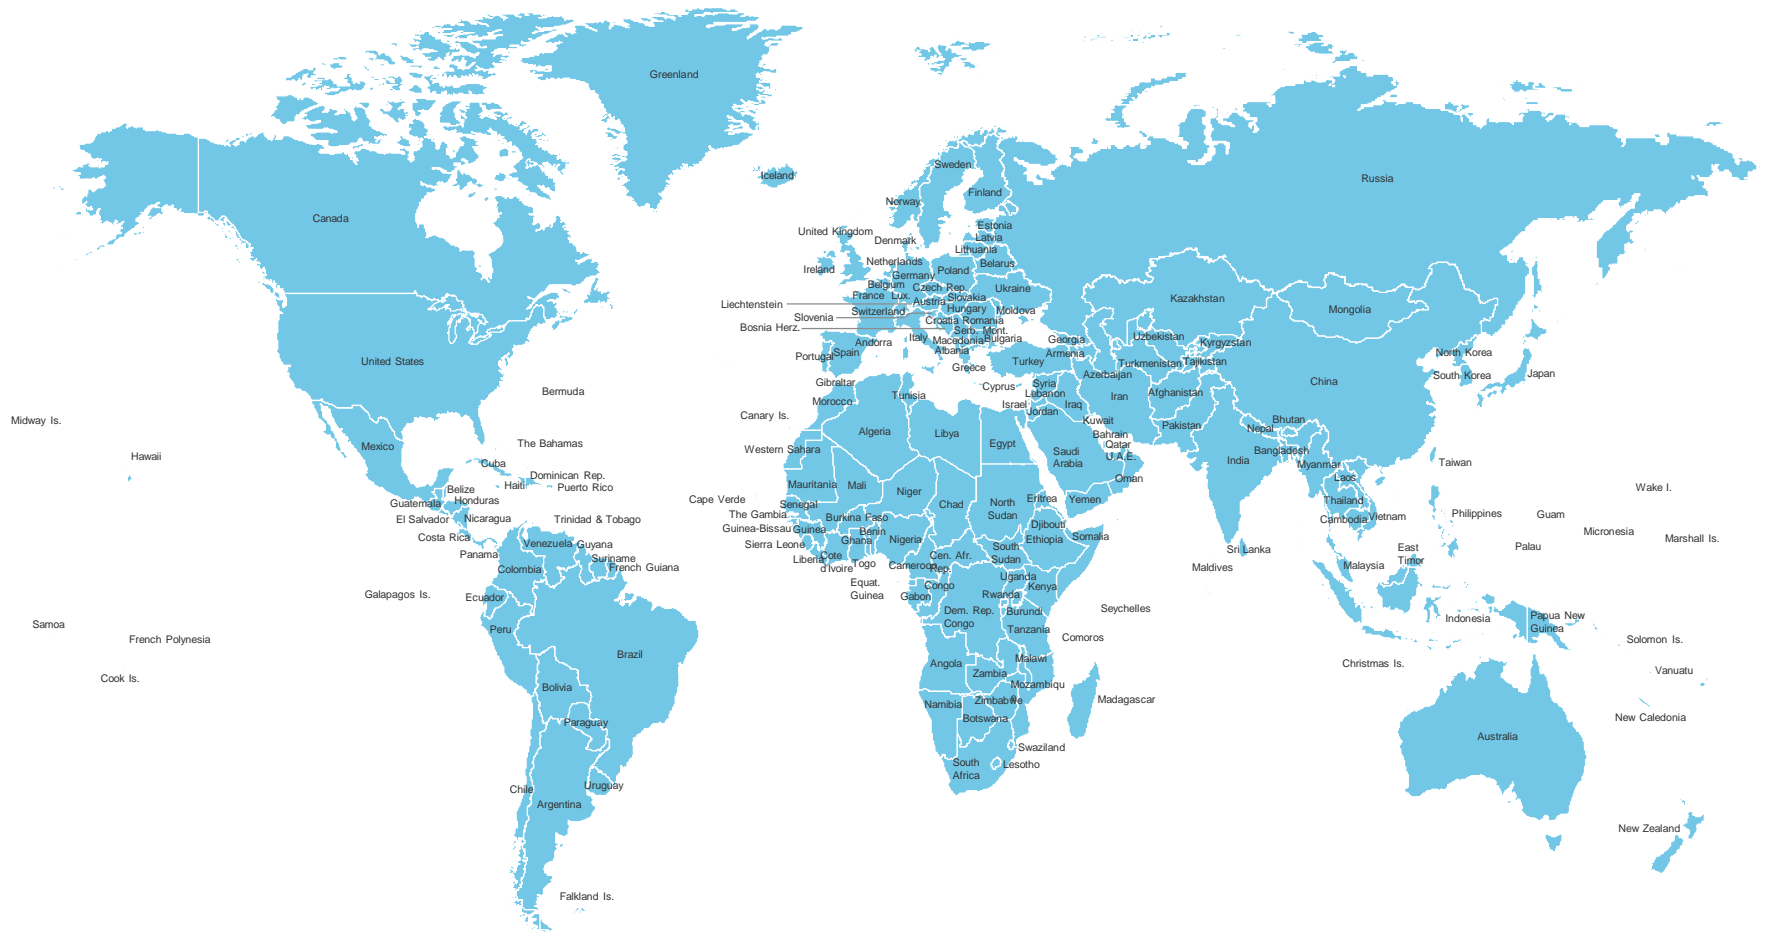 Greenland
Iceland
Sweden
Finland
Norway
Russia
Canada
United Kingdom
Denmark
Estonia
Latvia
Lithuania
Ireland
Netherlands
Germany
Poland
Belarus
Belgium
Czech Rep.
Ukraine
France
Lux.
Slovakia
Kazakhstan
Liechtenstein
Austria
Switzerland
Hungary
Moldova
Mongolia
Slovenia
Croatia
Romania
Bosnia Herz.
Serb. Mont.
Italy
Macedonia
Bulgaria
Andorra
Albania
Georgia
Uzbekistan
Kyrgyzstan
Portugal
Spain
Greece
Turkey
Armenia
Turkmenistan
Tajikistan
North Korea
United States
Azerbaijan
China
South Korea
Japan
Gibraltar
Tunisia
Cyprus
Syria
Lebanon
Iran
Afghanistan
Bermuda
Morocco
Israel
Jordan
Iraq
Midway Is.
Canary Is.
Kuwait
Pakistan
Nepal
Bhutan
Algeria
Libya
Egypt
Bahrain
Qatar
U.A.E.
Mexico
The Bahamas
Western Sahara
Saudi
Arabia
India
Bangladesh
Myanmar
Taiwan
Hawaii
Cuba
Dominican Rep.
Haiti
Puerto Rico
Oman
Laos
Belize
Honduras
Guatemala
Mauritania
Mali
Niger
Chad
North
Sudan
Eritrea
Yemen
Thailand
Wake I.
Cape Verde
Senegal
El Salvador
Nicaragua
Trinidad & Tobago
The Gambia
Guinea-Bissau
Guinea
Burkina Faso
Benin
Djibouti
Cambodia
Vietnam
Philippines
Guam
Costa Rica
Sierra Leone
Ghana
Nigeria
Ethiopia
Somalia
Micronesia
Marshall Is.
Panama
Venezuela
Guyana
Suriname
French Guiana
Colombia
Liberia
Cote
d'Ivoire
Togo
Cameroon
Cen. Afr.
Rep.
South
Sudan
Sri Lanka
Maldives
Malaysia
East
Timor
Palau
Equat.
Guinea
Gabon
Congo
Uganda
Kenya
Galapagos Is.
Ecuador
Rwanda
Burundi
Seychelles
Dem. Rep.
Congo
Samoa
French Polynesia
Peru
Tanzania
Comoros
Indonesia
Papua New
Guinea
Solomon Is.
Brazil
Angola
Malawi
Christmas Is.
Vanuatu
Cook Is.
Bolivia
Zambia
Mozambiqu
e
Namibia
Zimbabwe
Madagascar
Paraguay
Botswana
New Caledonia
Australia
Swaziland
South
Africa
Lesotho
Chile
Uruguay
Argentina
New Zealand
Falkland Is.